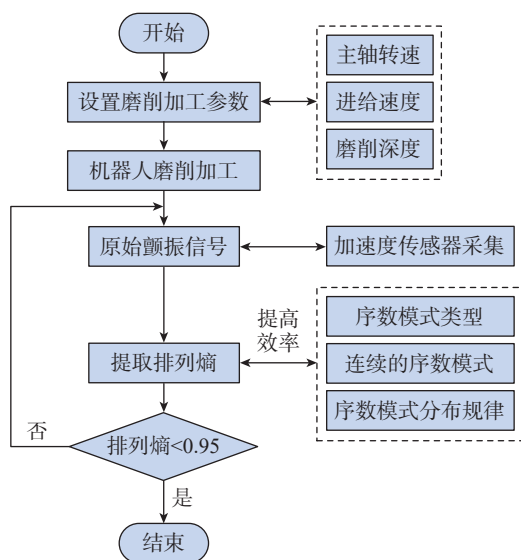 开始
设置磨削加工参数
主轴转速
进给速度
磨削深度
机器人磨削加工
原始颤振信号
加速度传感器采集
提高
效率
提取排列熵
序数模式类型
连续的序数模式
序数模式分布规律
排列熵<0.95
否
是
结束